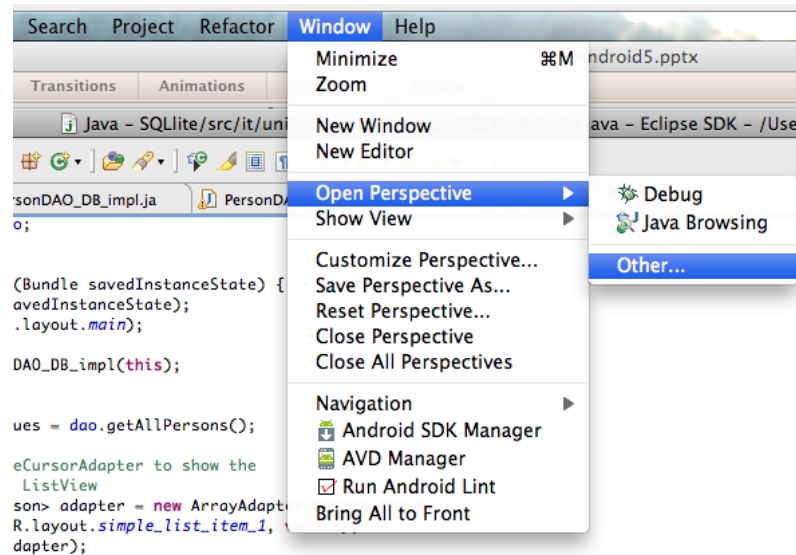 Search Project Refactor Window Help
Minimize ⌘M
ndroid5.pptx
Zoom
Transitions Animations
Java – SQLlite/src/it/uni
ava – Eclipse SDK – /Use
New Window
New Editor
rsonDAO_DB_impl.ja
PersonDA
Open Perspective
Debug
Show View
Java Browsing
Other...
o;
Customize Perspective...
(Bundle savedInstanceState) {
Save Perspective As...
avedInstanceState);
Reset Perspective...
.layout.main);
Close Perspective
Close All Perspectives
DAO_DB_impl(this);
Navigation
ues = dao.getAllPersons();
Android SDK Manager
AVD Manager
eCursorAdapter to show the
Run Android Lint
ListView
Bring All to Front
son> adapter = new ArrayAdapt
R.layout.simple_list_item_1,
dapter);